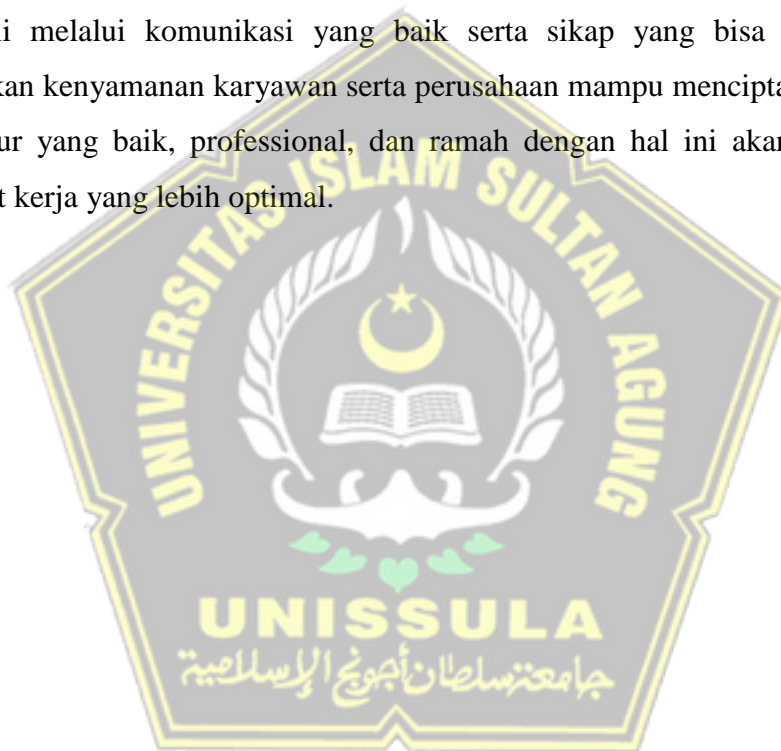 i melalui komunikasi yang baik serta sikap yang bisa
kan kenyamanan karyawan serta perusahaan mampu mencipta
ur yang baik, professional, dan ramah dengan hal ini akan
t kerja yang lebih optimal.
UNIVERSITAS ISLAM SULTAN AGUNG
UNISSULA
جامعة سلطان أجونج الإسلامية